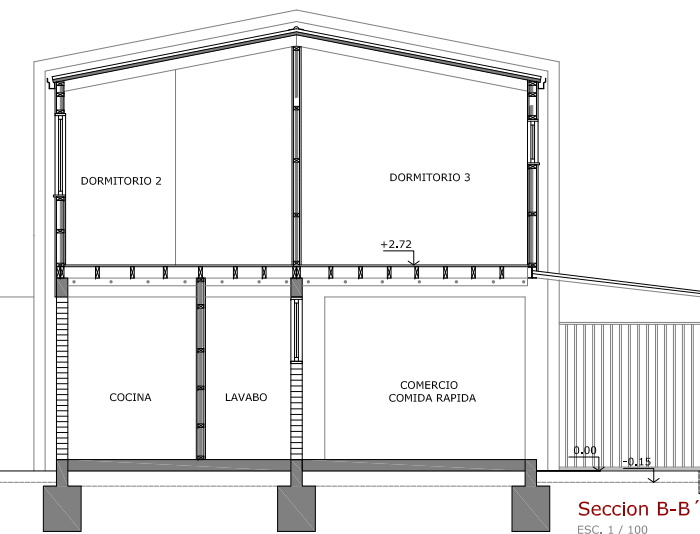 DORMITORIO 2
DORMITORIO 3
+2.72
COCINA
LAVABO
COMERCIO
COMIDA RAPIDA
0.00
-0.15
Seccion B-B´
ESC. 1 / 100